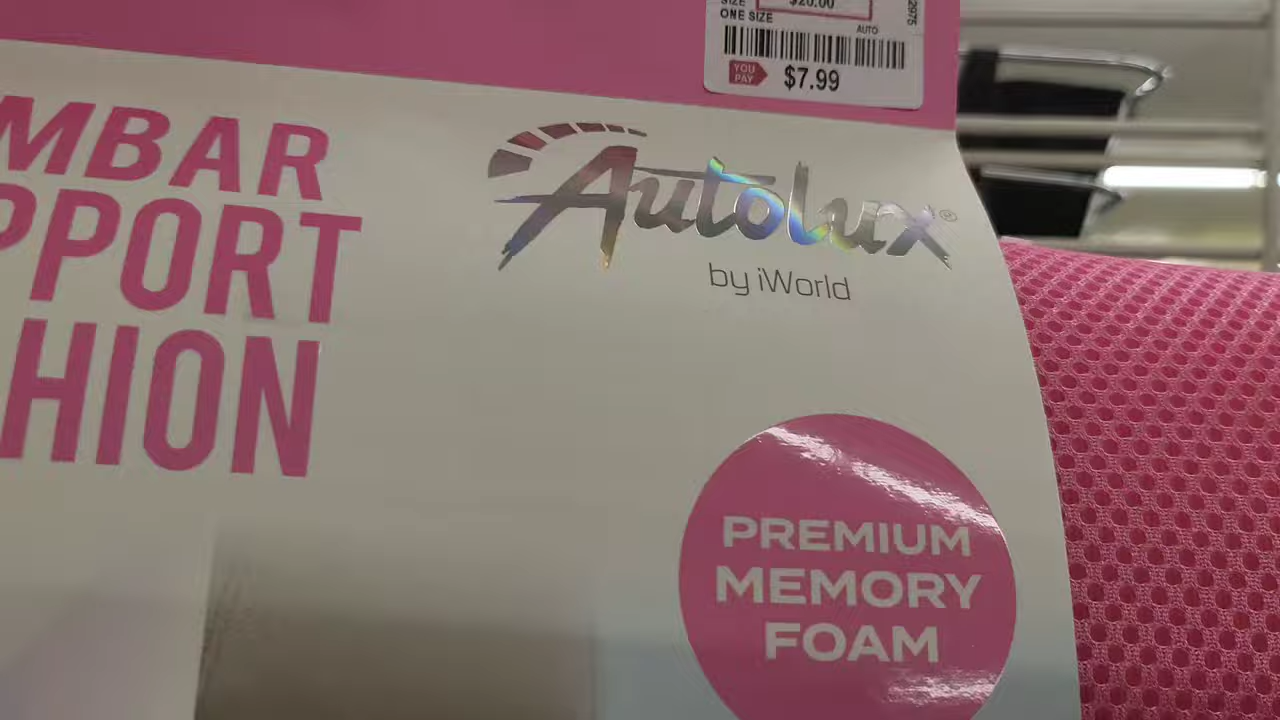 SIZE $20.00
ONE SIZE
AUTO
2975
YOU
PAY
$7.99
MBAR
PPORT
HION
Autolux®
by iWorld
PREMIUM
MEMORY
FOAM